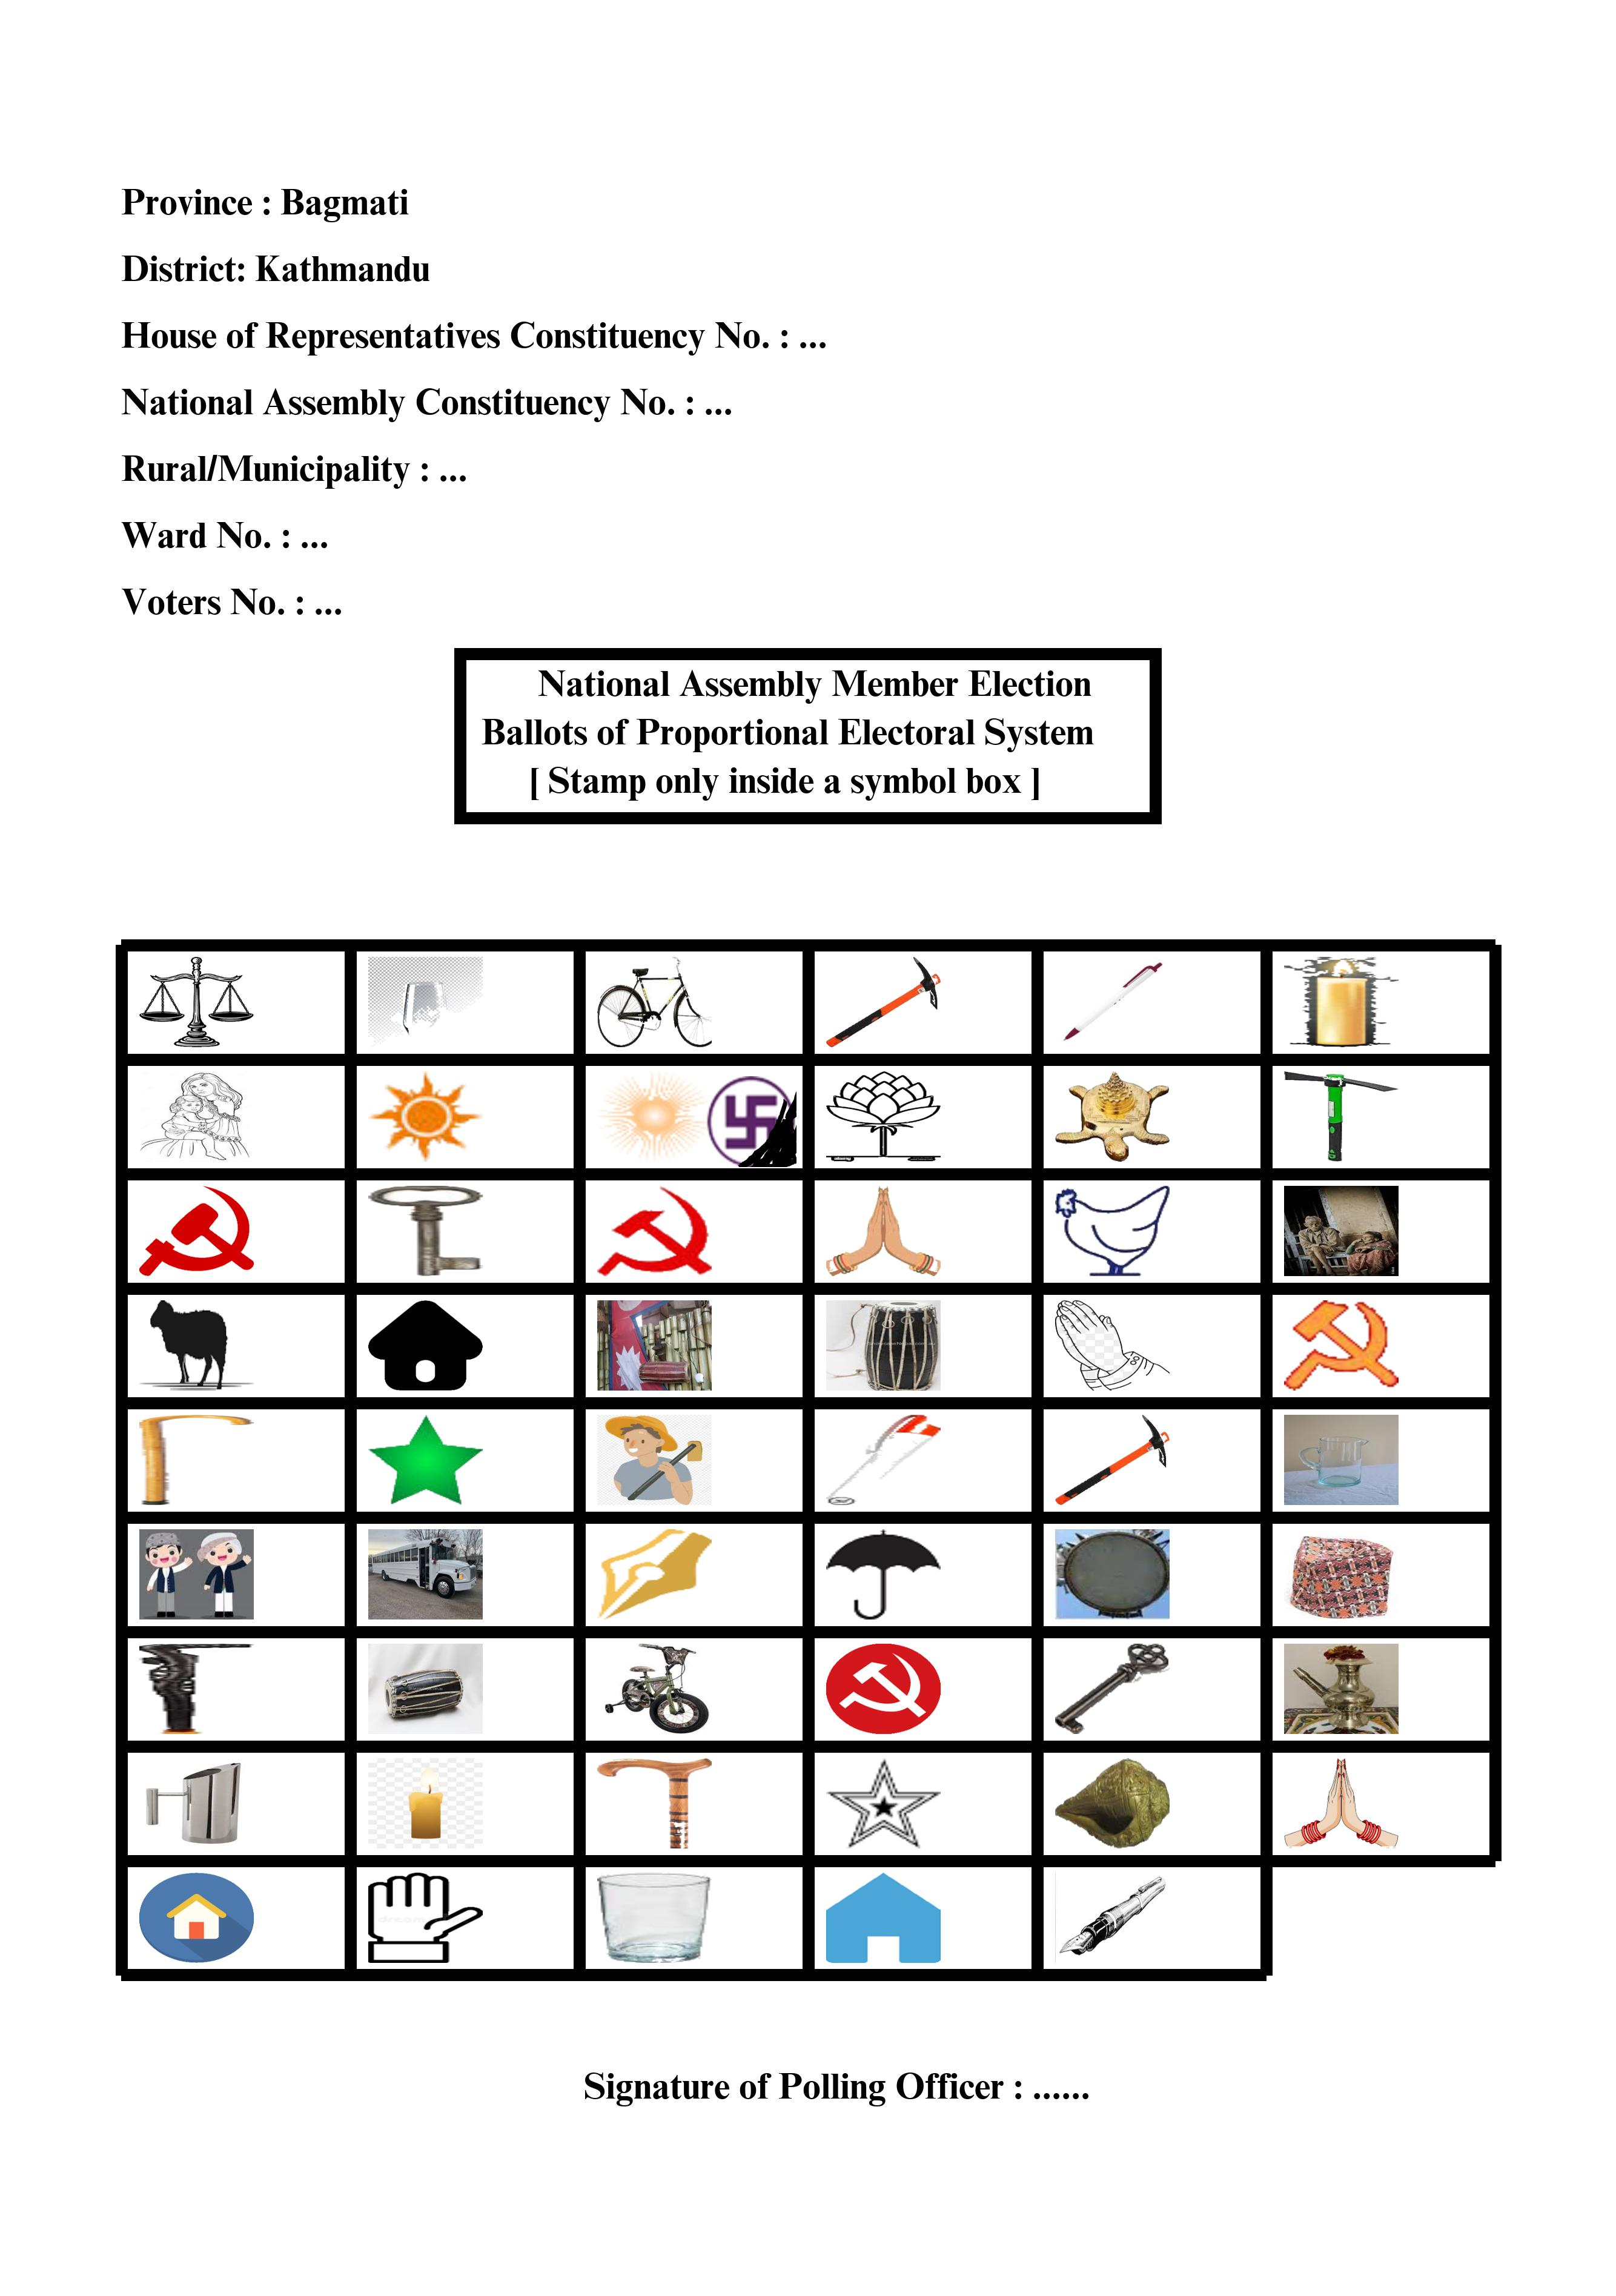 Province : Bagmati
District: Kathmandu
House of Representatives Constituency No. : ...
National Assembly Constituency No. : ...
Rural/Municipality : ...
Ward No. : ...
Voters No. : ...
National Assembly Member Election
Ballots of Proportional Electoral System
[ Stamp only inside a symbol box ]
Signature of Polling Officer : ......